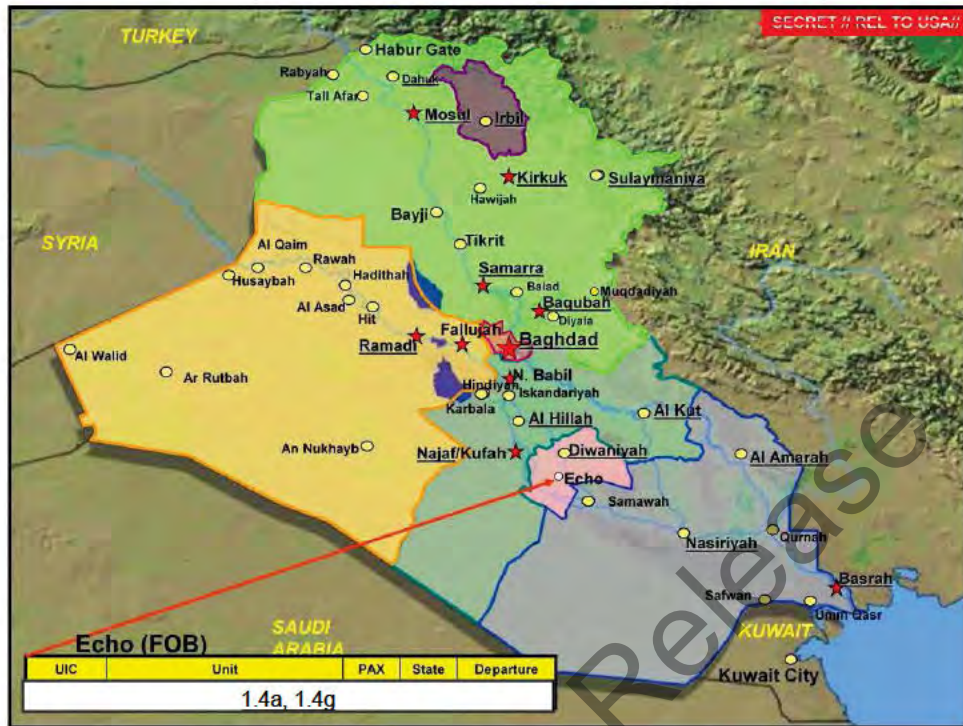 SECRET // REL TO USA//
TURKEY
Habur Gate
Rabyah
Dahuk
Tall Afar
Mosul
Irbil
Kirkuk
Sulaymaniya
Hawijah
Bayji
SYRIA
Tikrit
IRAN
Al Qaim
Rawah
Husaybah
Hadithah
Samarra
Balad
Muqdadiyah
Al Asad
Hit
Baqubah
Diyala
Fallujah
Ramadi
Baghdad
Al Walid
Ar Rutbah
N. Babil
Hindiyah
Iskandariyah
Karbala
Al Hillah
Al Kut
An Nukhayb
Najaf/Kufah
Diwaniyah
Al Amarah
Echo
Samawah
Nasiriyah
Qurnah
Basrah
Safwan
Umm Qasr
SAUDI
ARABIA
KUWAIT
Kuwait City
Echo (FOB)
UIC Unit PAX State Departure
1.4a, 1.4g
Release